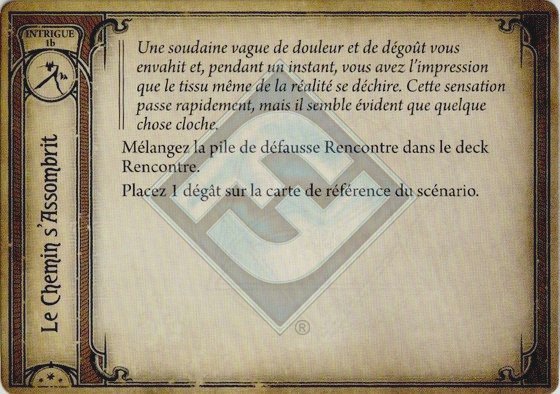 INTRIGUE
1b
Le Chemin s'Assombrit
Une soudaine vague de douleur et de dégoût vous
envahit et, pendant un instant, vous avez l'impression
que le tissu même de la réalité se déchire. Cette sensation
passe rapidement, mais il semble évident que quelque
chose cloche.
Mélangez la pile de défausse Rencontre dans le deck
Rencontre.
Placez 1 dégât sur la carte de référence du scénario.
®